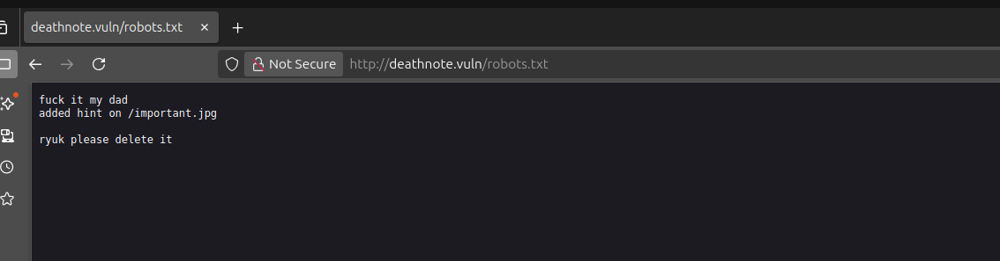 deathnote.vuln/robots.txt
Not Secure
http://deathnote.vuln/robots.txt
fuck it my dad
added hint on /important.jpg
ryuk please delete it